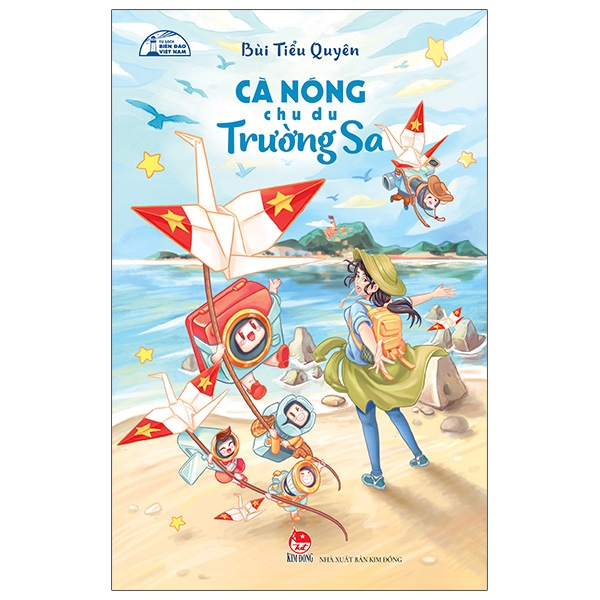 TỦ SÁCH
BIỂN ĐẢO
VIỆT NAM
Bùi Tiểu Quyên
CÀ NÓNG
chu du
Trường Sa
KIM ĐỒNG
NHÀ XUẤT BẢN KIM ĐỒNG